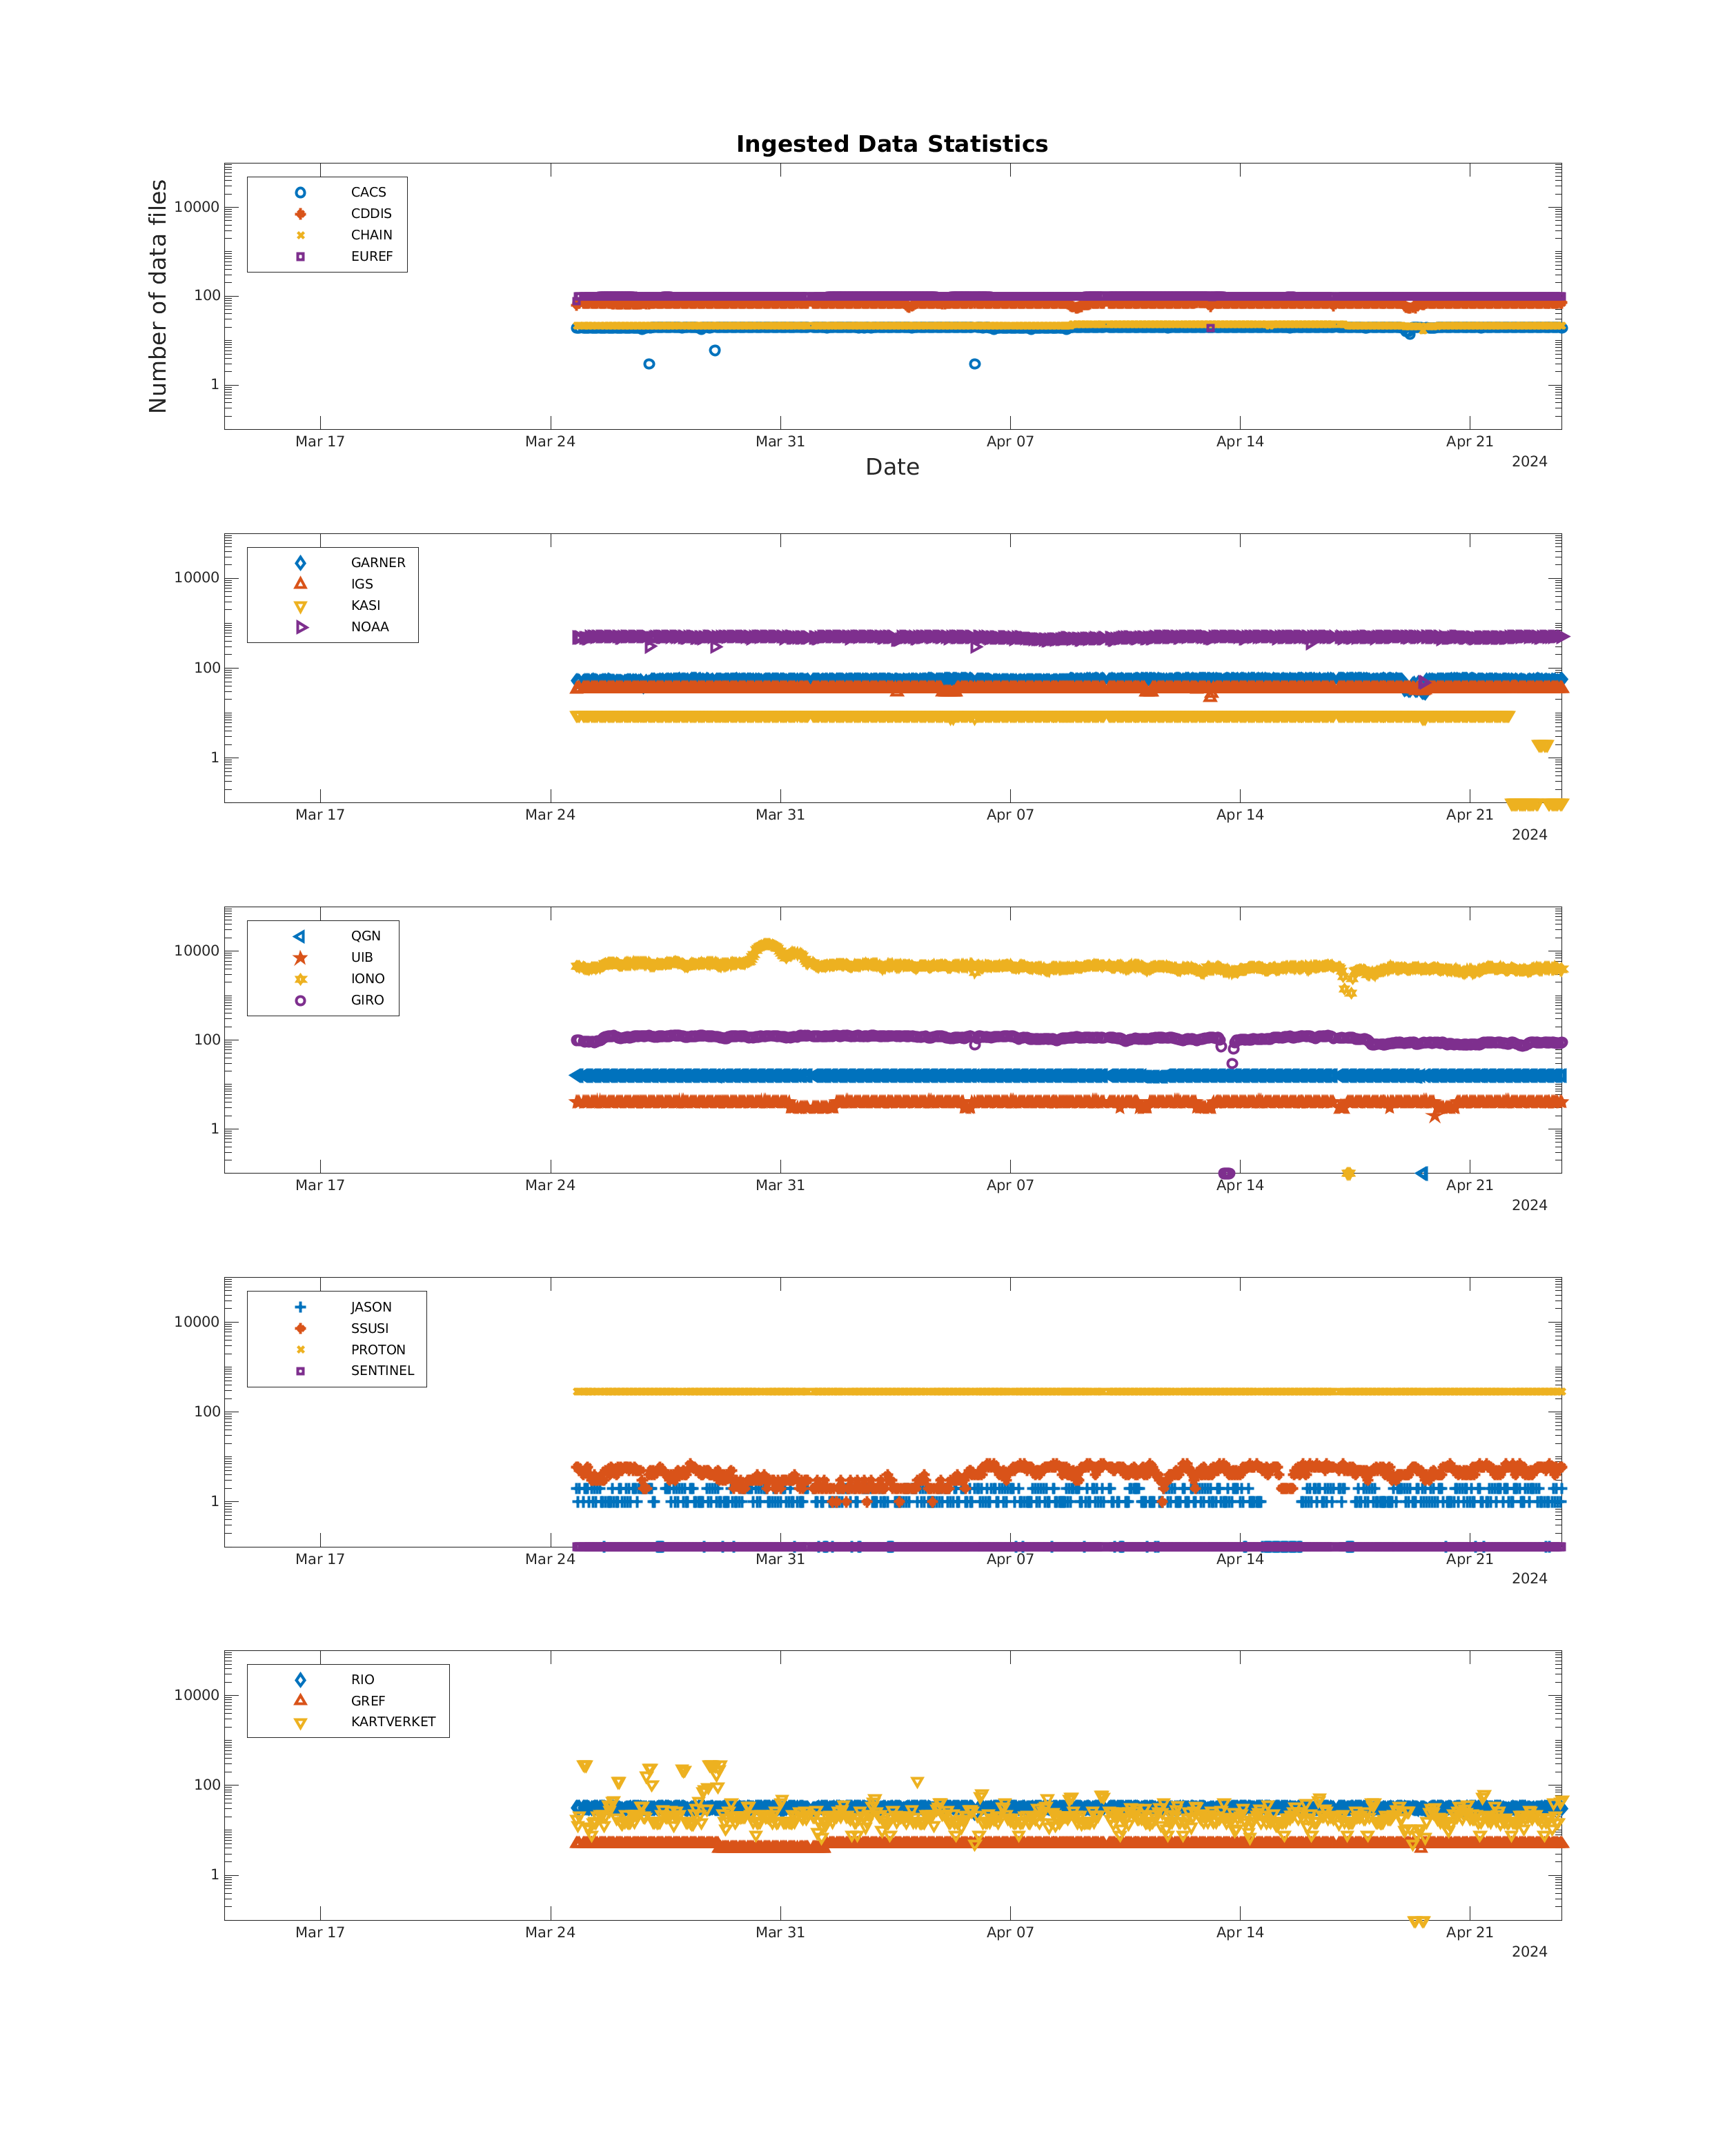 Ingested Data Statistics
Number of data files
10000
100
1
CACS
CDDIS
CHAIN
EUREF
Mar 17 Mar 24 Mar 31 Apr 07 Apr 14 Apr 21
2024
Date
10000
100
1
GARNER
IGS
KASI
NOAA
Mar 17 Mar 24 Mar 31 Apr 07 Apr 14 Apr 21
2024
10000
100
1
QGN
UIB
IONO
GIRO
Mar 17 Mar 24 Mar 31 Apr 07 Apr 14 Apr 21
2024
10000
100
1
JASON
SSUSI
PROTON
SENTINEL
Mar 17 Mar 24 Mar 31 Apr 07 Apr 14 Apr 21
2024
10000
100
1
RIO
GREF
KARTVERKET
Mar 17 Mar 24 Mar 31 Apr 07 Apr 14 Apr 21
2024